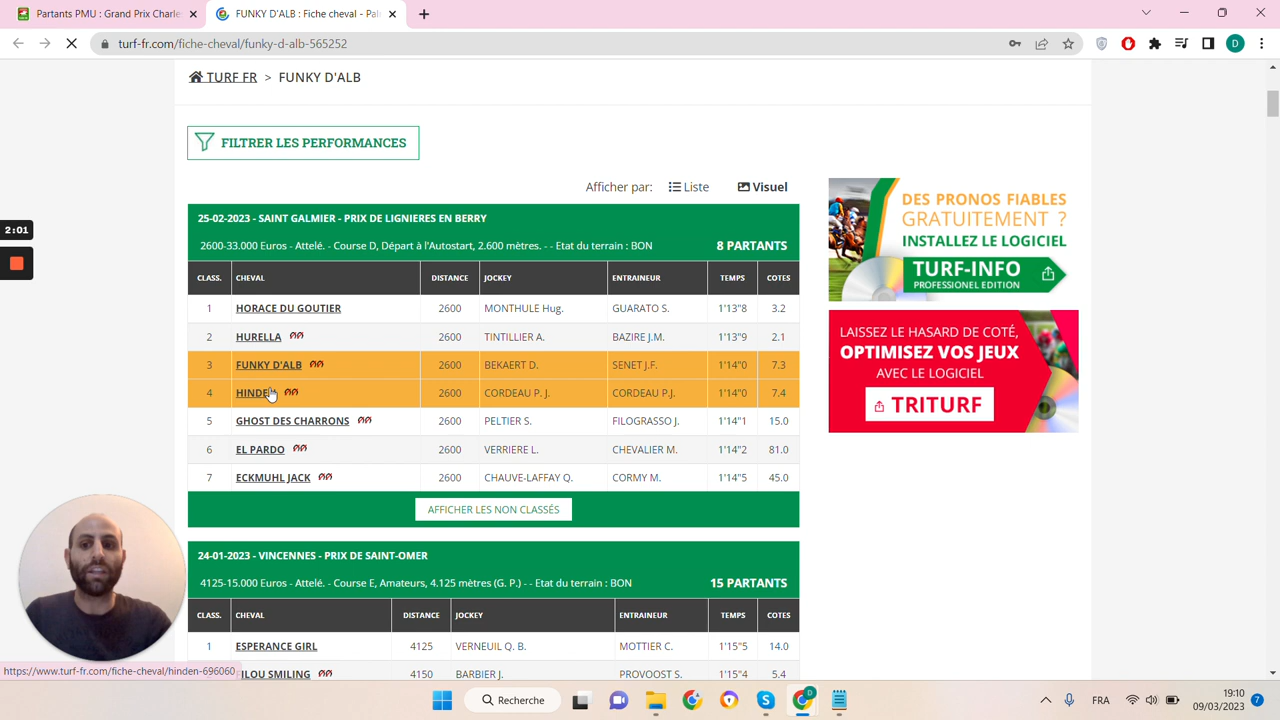 Partants PMU : Grand Prix Charle
FUNKY D'ALB : Fiche cheval - Pal
turf-fr.com/fiche-cheval/funky-d-alb-565252
TURF FR > FUNKY D'ALB
FILTRER LES PERFORMANCES
Afficher par: Liste Visuel
25-02-2023 - SAINT GALMIER - PRIX DE LIGNIERES EN BERRY
2600-33.000 Euros - Attelé. - Course D, Départ à l'Autostart, 2.600 mètres. - - Etat du terrain : BON 8 PARTANTS
CLASS. CHEVAL DISTANCE JOCKEY ENTRAINEUR TEMPS COTES
1 HORACE DU GOUTIER 2600 MONTHULE Hug. GUARATO S. 1'13"8 3.2
2 HURELLA 2600 TINTILLIER A. BAZIRE J.M. 1'13"9 2.1
3 FUNKY D'ALB 2600 BEKAERT D. SENET J.F. 1'14"0 7.3
4 HINDEN 2600 CORDEAU P. J. CORDEAU P.J. 1'14"0 7.4
5 GHOST DES CHARRONS 2600 PELTIER S. FILOGRASSO J. 1'14"1 15.0
6 EL PARDO 2600 VERRIERE L. CHEVALIER M. 1'14"2 81.0
7 ECKMUHL JACK 2600 CHAUVE-LAFFAY Q. CORMY M. 1'14"5 45.0
AFFICHER LES NON CLASSÉS
24-01-2023 - VINCENNES - PRIX DE SAINT-OMER
4125-15.000 Euros - Attelé. - Course E, Amateurs, 4.125 mètres (G. P.) - - Etat du terrain : BON 15 PARTANTS
CLASS. CHEVAL DISTANCE JOCKEY ENTRAINEUR TEMPS COTES
1 ESPERANCE GIRL 4125 VERNEUIL Q. B. MOTTIER C. 1'15"5 14.0
FILOU SMILING 4150 BARBIER J. PROVOOST S. 1'15"4 5.4
DES PRONOS FIABLES
GRATUITEMENT ?
INSTALLEZ LE LOGICIEL
TURF-INFO
PROFESSIONEL EDITION
LAISSEZ LE HASARD DE COTÉ,
OPTIMISEZ VOS JEUX
AVEC LE LOGICIEL
TRITURF
2:01
https://www.turf-fr.com/fiche-cheval/hinden-696060
Recherche
FRA
19:10
09/03/2023
7
D